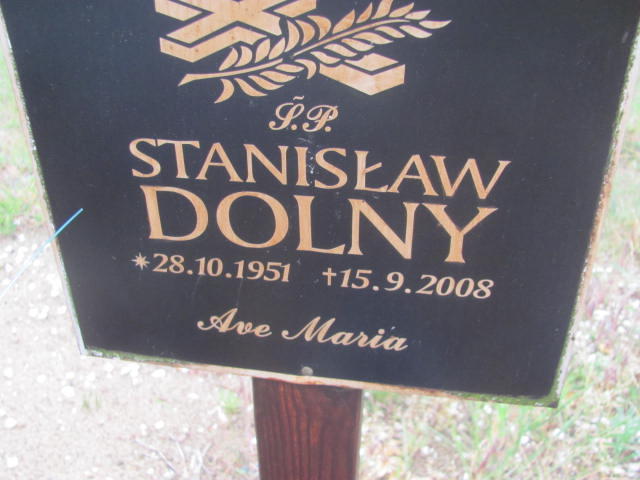 Ś.P.
STANISŁAW
DOLNY
*28.10.1951 †15.9.2008
Ave Maria